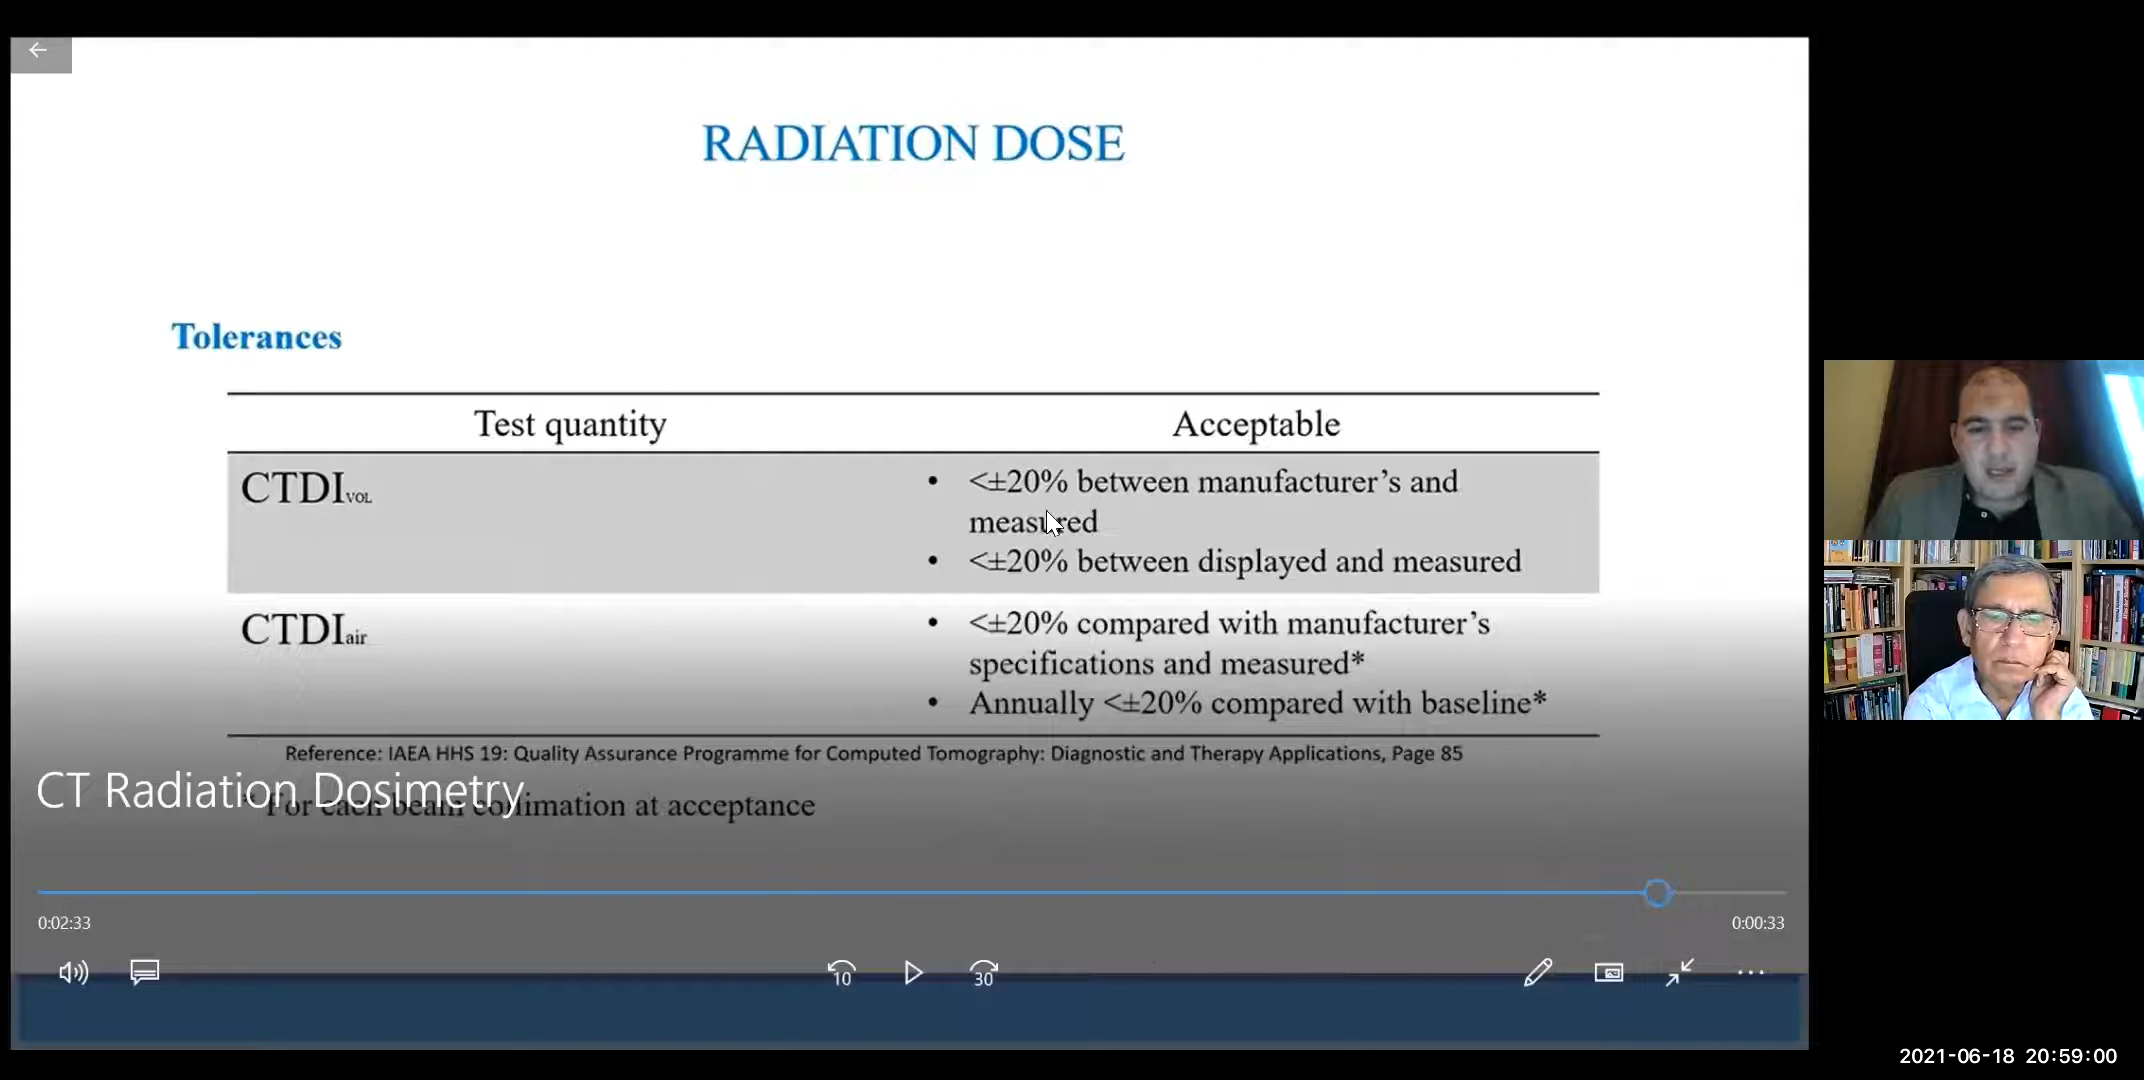 RADIATION DOSE
Tolerances
Test quantity
Acceptable
CTDIVOL
• <±20% between manufacturer’s and
measured
• <±20% between displayed and measured
CTDIair
• <±20% compared with manufacturer’s
specifications and measured*
• Annually <±20% compared with baseline*
Reference: IAEA HHS 19: Quality Assurance Programme for Computed Tomography: Diagnostic and Therapy Applications, Page 85
CT Radiation Dosimetry
* For each beam collimation at acceptance
0:02:33
0:00:33
10
30
2021-06-18 20:59:00